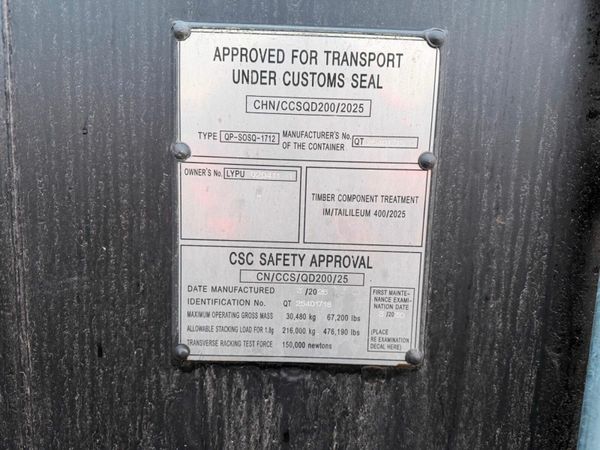 APPROVED FOR TRANSPORT
UNDER CUSTOMS SEAL
CHN/CCSQD200/2025
TYPE QP-SOSQ-1712 MANUFACTURER'S No. OF THE CONTAINER QT
OWNER'S No. LYPU
TIMBER COMPONENT TREATMENT
IM/TAILILEUM 400/2025
CSC SAFETY APPROVAL
CN/CCS/QD200/25
DATE MANUFACTURED
IDENTIFICATION No. QT
MAXIMUM OPERATING GROSS MASS 30,480 kg 67,200 lbs
ALLOWABLE STACKING LOAD FOR 1.8g 216,000 kg 476,190 lbs
TRANSVERSE RACKING TEST FORCE 150,000 newtons
FIRST MAINTE-
NANCE EXAMI-
NATION DATE
(PLACE
RE EXAMINATION
DECAL HERE)